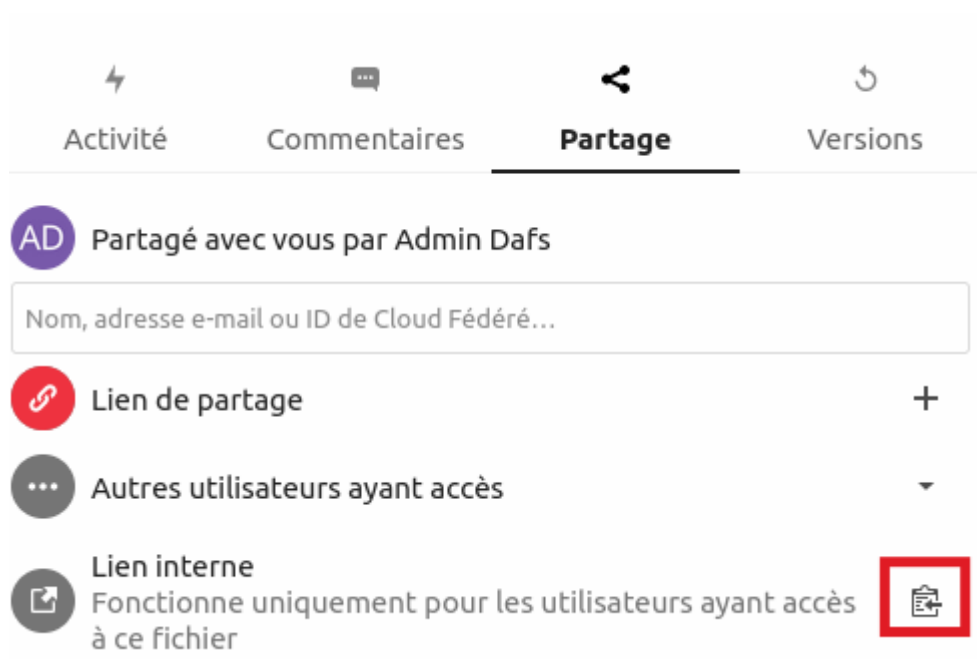 Activité
Commentaires
Partage
Versions
AD
Partagé avec vous par Admin Dafs
Nom, adresse e-mail ou ID de Cloud Fédéré…
Lien de partage
Autres utilisateurs ayant accès
Lien interne
Fonctionne uniquement pour les utilisateurs ayant accès
à ce fichier